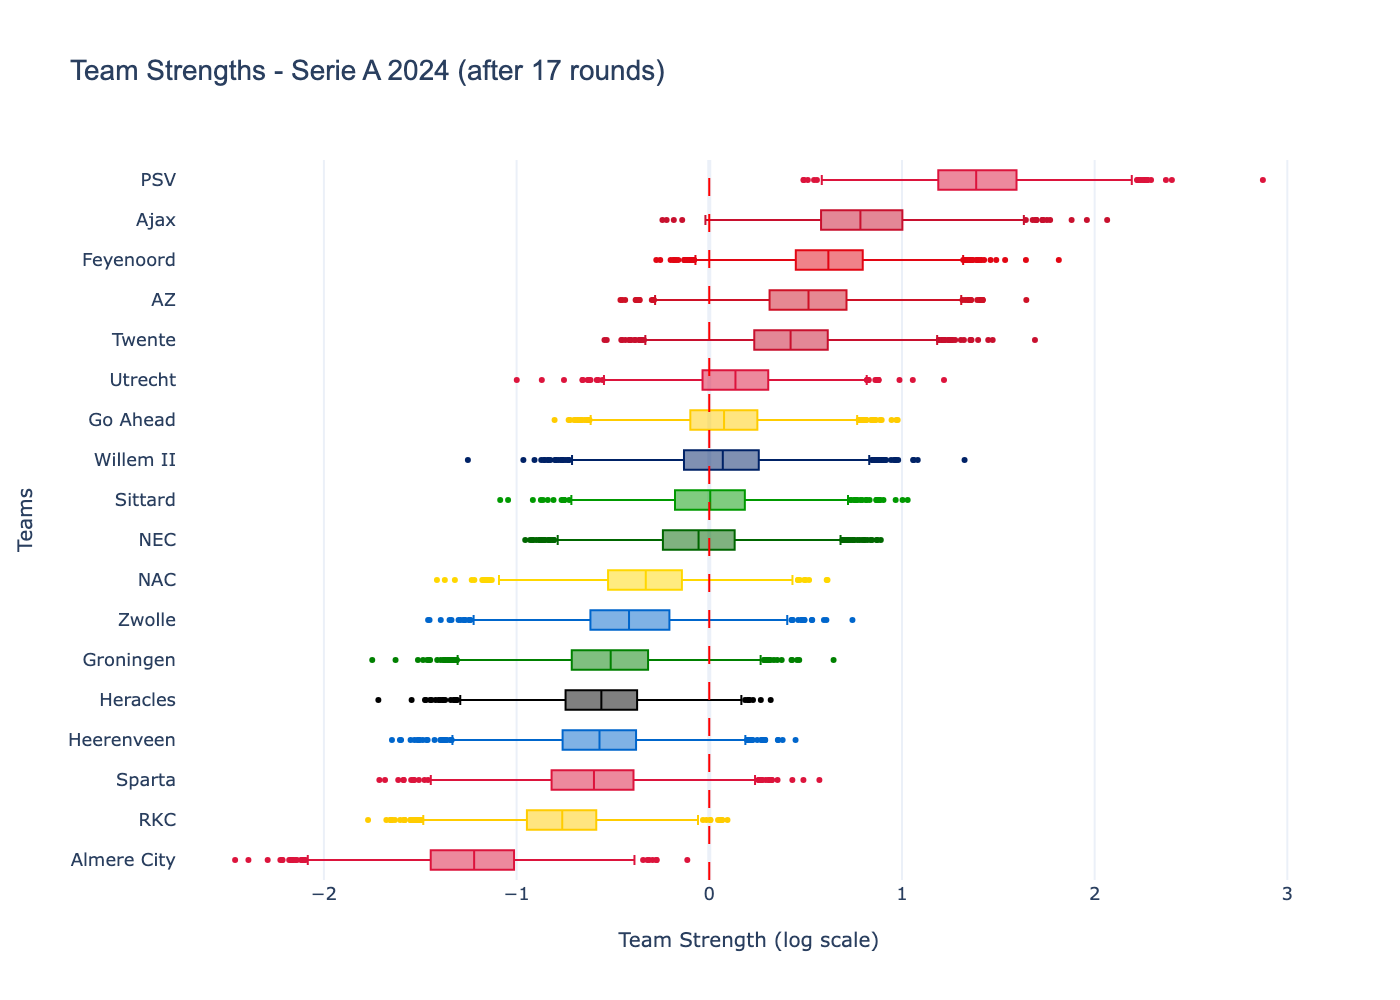 Team Strengths - Serie A 2024 (after 17 rounds)
PSV
Ajax
Feyenoord
AZ
Twente
Utrecht
Go Ahead
Willem II
Sittard
NEC
NAC
Zwolle
Groningen
Heracles
Heerenveen
Sparta
RKC
Almere City
Teams
−2 −1 0 1 2 3
Team Strength (log scale)